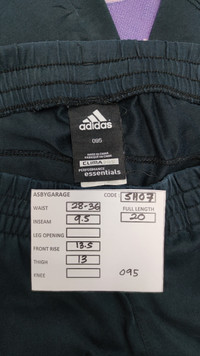 adidas
095
CLIMA
PERFORMANCE
essentials
ASBYGARAGE CODE SH07
WAIST 28-36 FULL LENGTH
INSEAM 9.5 20
LEG OPENING
FRONT RISE 13.5
THIGH 13
KNEE 095